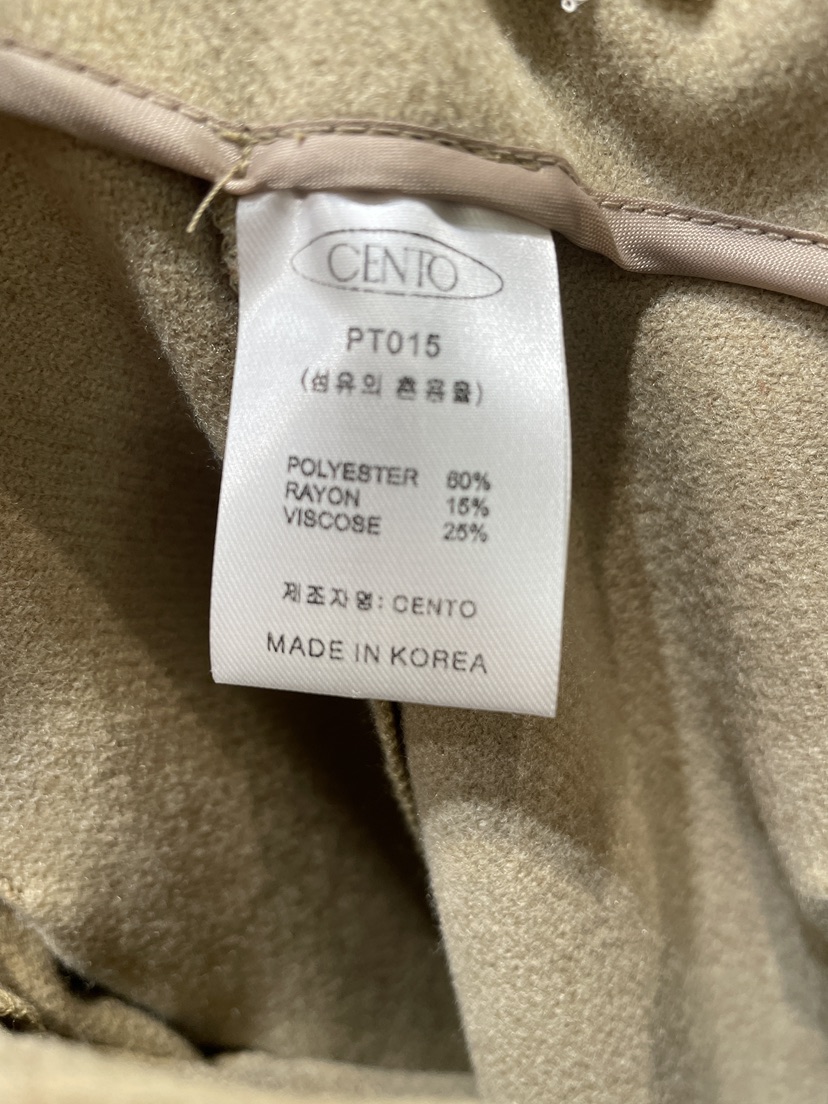 CENTO
PT015
(섬유의 혼용율)
POLYESTER 60%
RAYON 15%
VISCOSE 25%
제조자명: CENTO
MADE IN KOREA